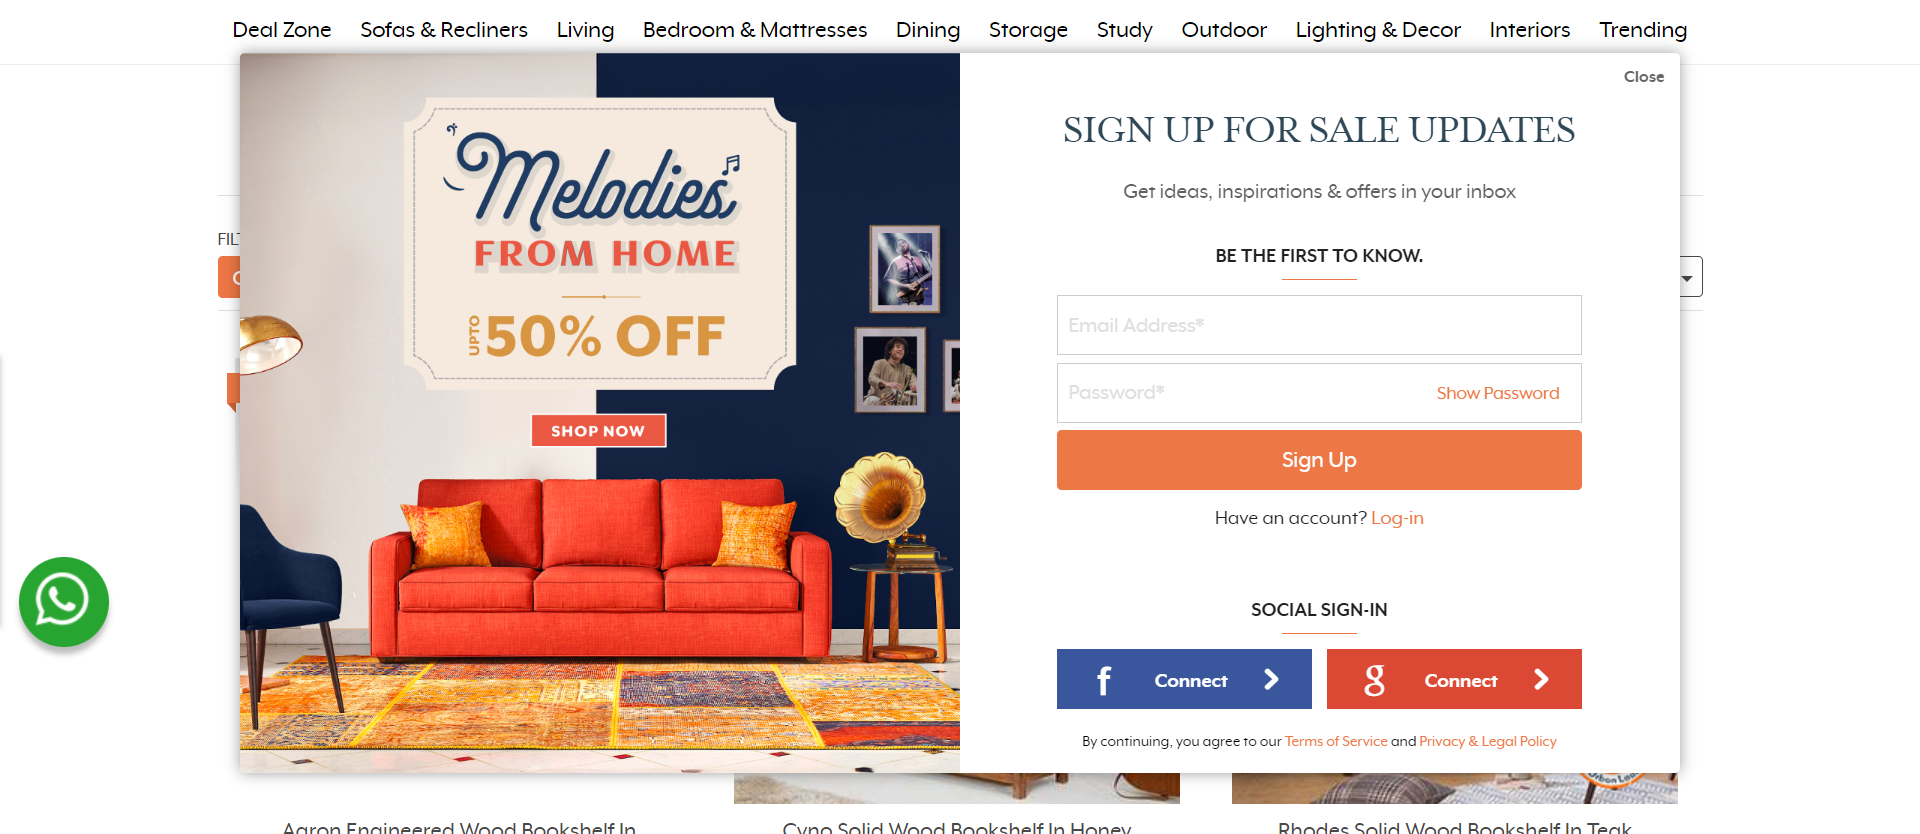 Deal Zone Sofas & Recliners Living Bedroom & Mattresses Dining Storage Study Outdoor Lighting & Decor Interiors Trending
Close
Melodies
FROM HOME
UPTO 50% OFF
SHOP NOW
SIGN UP FOR SALE UPDATES
Get ideas, inspirations & offers in your inbox
BE THE FIRST TO KNOW.
Email Address*
Password* Show Password
Sign Up
Have an account? Log-in
SOCIAL SIGN-IN
f Connect
g Connect
By continuing, you agree to our Terms of Service and Privacy & Legal Policy
Aaron Engineered Wood Bookshelf In
Cyno Solid Wood Bookshelf In Honey
Rhodes Solid Wood Bookshelf In Teak